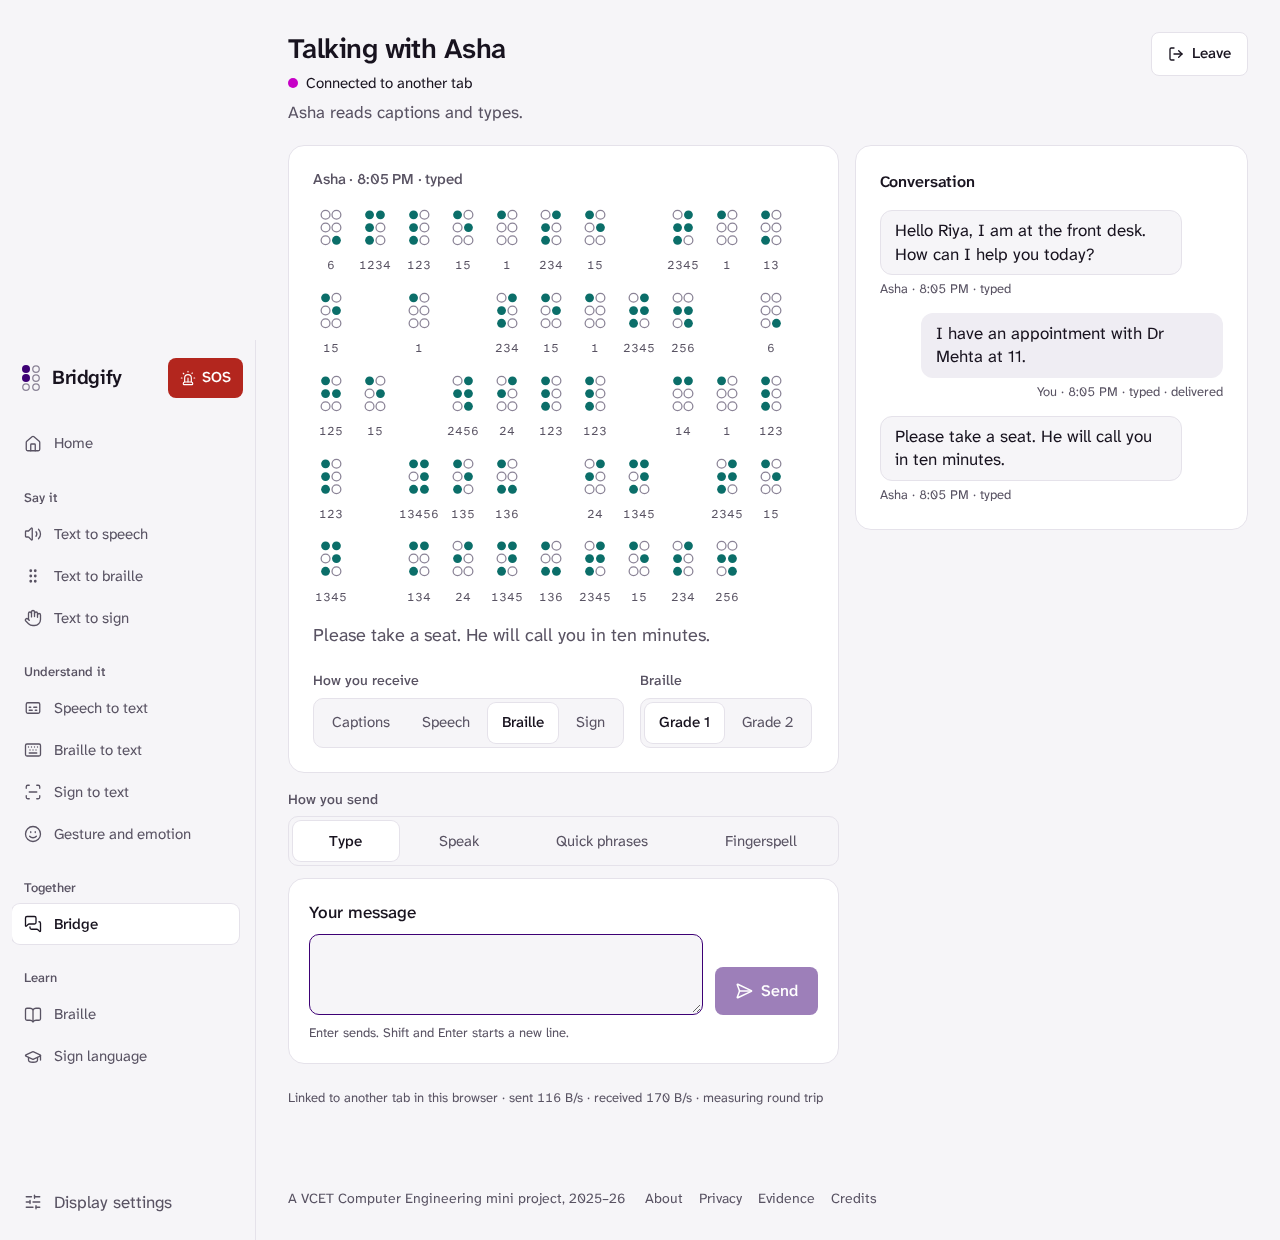 Talking with Asha
Leave
Connected to another tab
Asha reads captions and types.
Asha · 8:05 PM · typed
6 1234 123 15 1 234 15 2345 1 13
15 1 234 15 1 2345 256 6
125 15 2456 24 123 123 14 1 123
123 13456 135 136 24 1345 2345 15
1345 134 24 1345 136 2345 15 234 256
Please take a seat. He will call you in ten minutes.
How you receive
Captions Speech Braille Sign
Braille
Grade 1 Grade 2
How you send
Type Speak Quick phrases Fingerspell
Your message
Send
Enter sends. Shift and Enter starts a new line.
Linked to another tab in this browser · sent 116 B/s · received 170 B/s · measuring round trip
Conversation
Hello Riya, I am at the front desk.
How can I help you today?
Asha · 8:05 PM · typed
I have an appointment with Dr
Mehta at 11.
You · 8:05 PM · typed · delivered
Please take a seat. He will call you
in ten minutes.
Asha · 8:05 PM · typed
Bridgify
SOS
Home
Say it
Text to speech
Text to braille
Text to sign
Understand it
Speech to text
Braille to text
Sign to text
Gesture and emotion
Together
Bridge
Learn
Braille
Sign language
Display settings
A VCET Computer Engineering mini project, 2025–26 About Privacy Evidence Credits